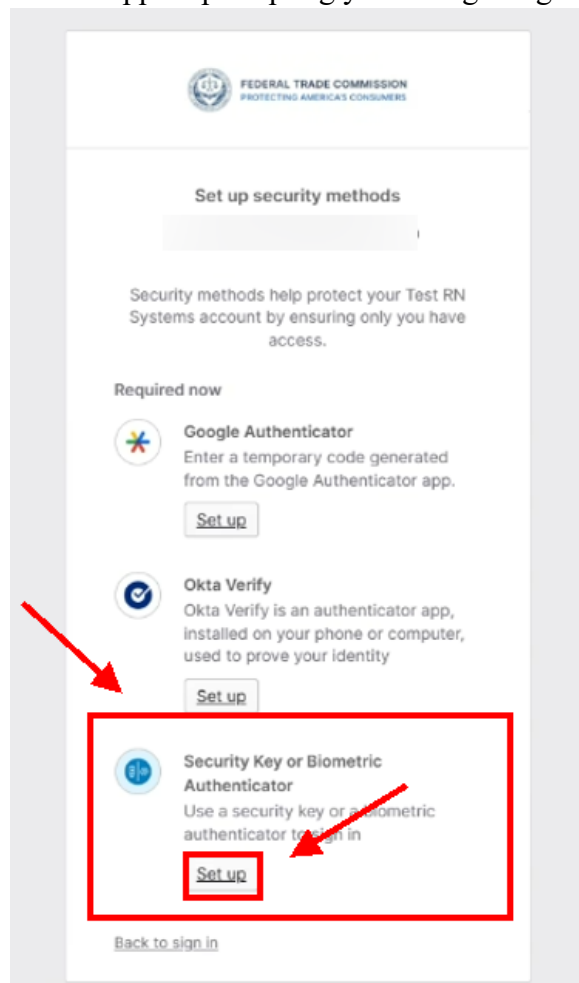 FEDERAL TRADE COMMISSION
PROTECTING AMERICA'S CONSUMERS
Set up security methods
Security methods help protect your Test RN
Systems account by ensuring only you have
access.
Required now
Google Authenticator
Enter a temporary code generated
from the Google Authenticator app.
Set up
Okta Verify
Okta Verify is an authenticator app,
installed on your phone or computer,
used to prove your identity
Set up
Security Key or Biometric
Authenticator
Use a security key or a biometric
authenticator to sign in
Set up
Back to sign in